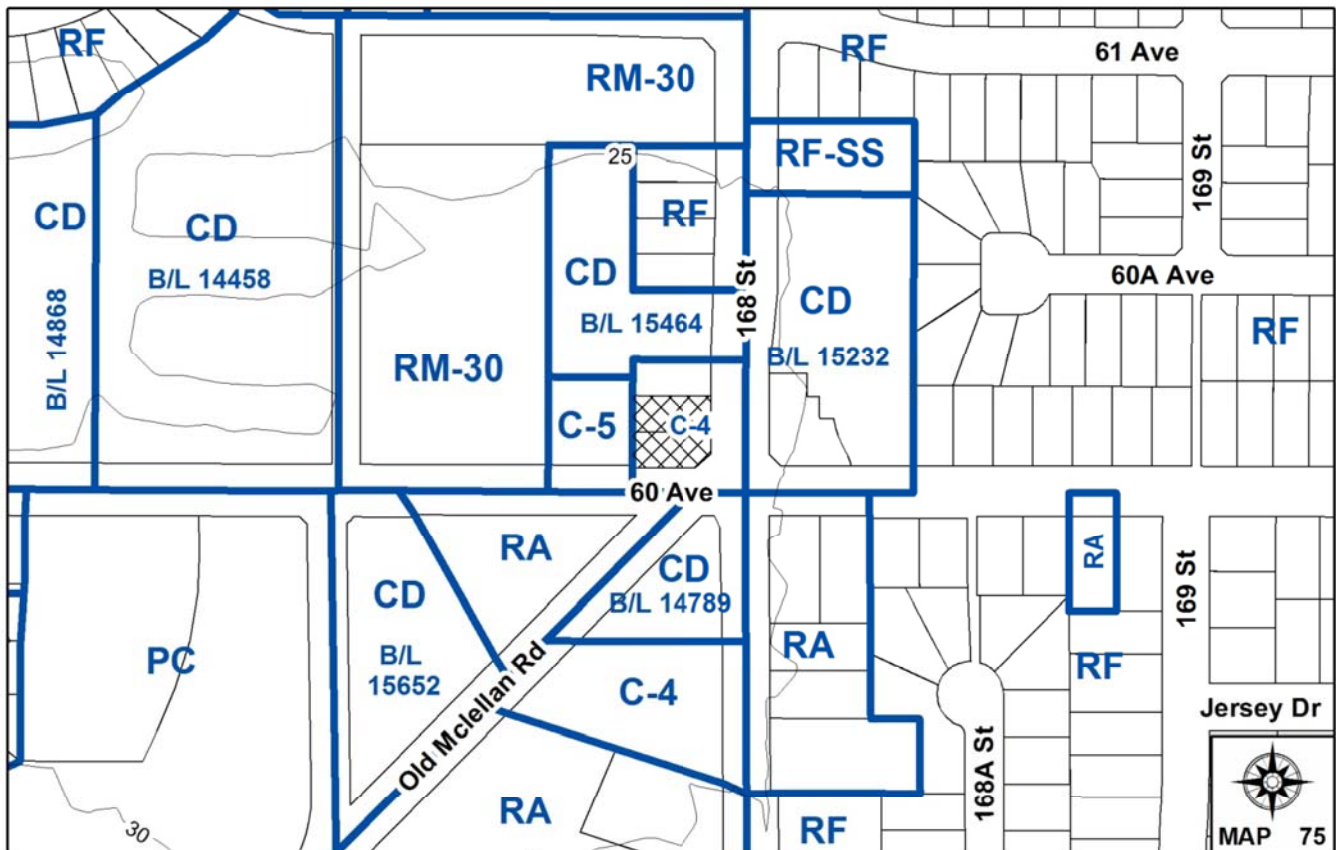 RF
RF
61 Ave
RM-30
RF-SS
25
169 St
CD
CD
B/L 14458
RF
CD
B/L 15464
168 St
CD
B/L 15232
60A Ave
RF
B/L 14868
RM-30
C-5
C-4
60 Ave
RA
RA
CD
B/L
15652
CD
B/L 14789
169 St
PC
RA
RF
Old Mclellan Rd
C-4
Jersey Dr
168A St
30
RA
RF
MAP 75